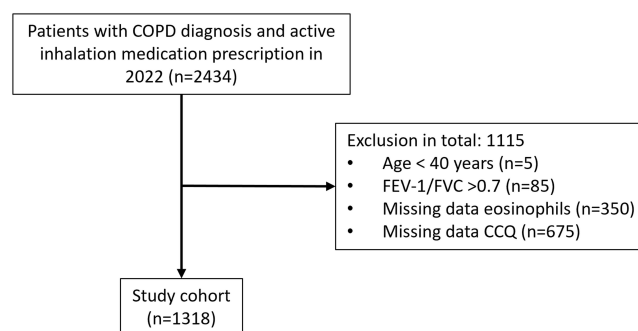 Patients with COPD diagnosis and active
inhalation medication prescription in
2022 (n=2434)
Exclusion in total: 1115
• Age < 40 years (n=5)
• FEV-1/FVC >0.7 (n=85)
• Missing data eosinophils (n=350)
• Missing data CCQ (n=675)
Study cohort
(n=1318)